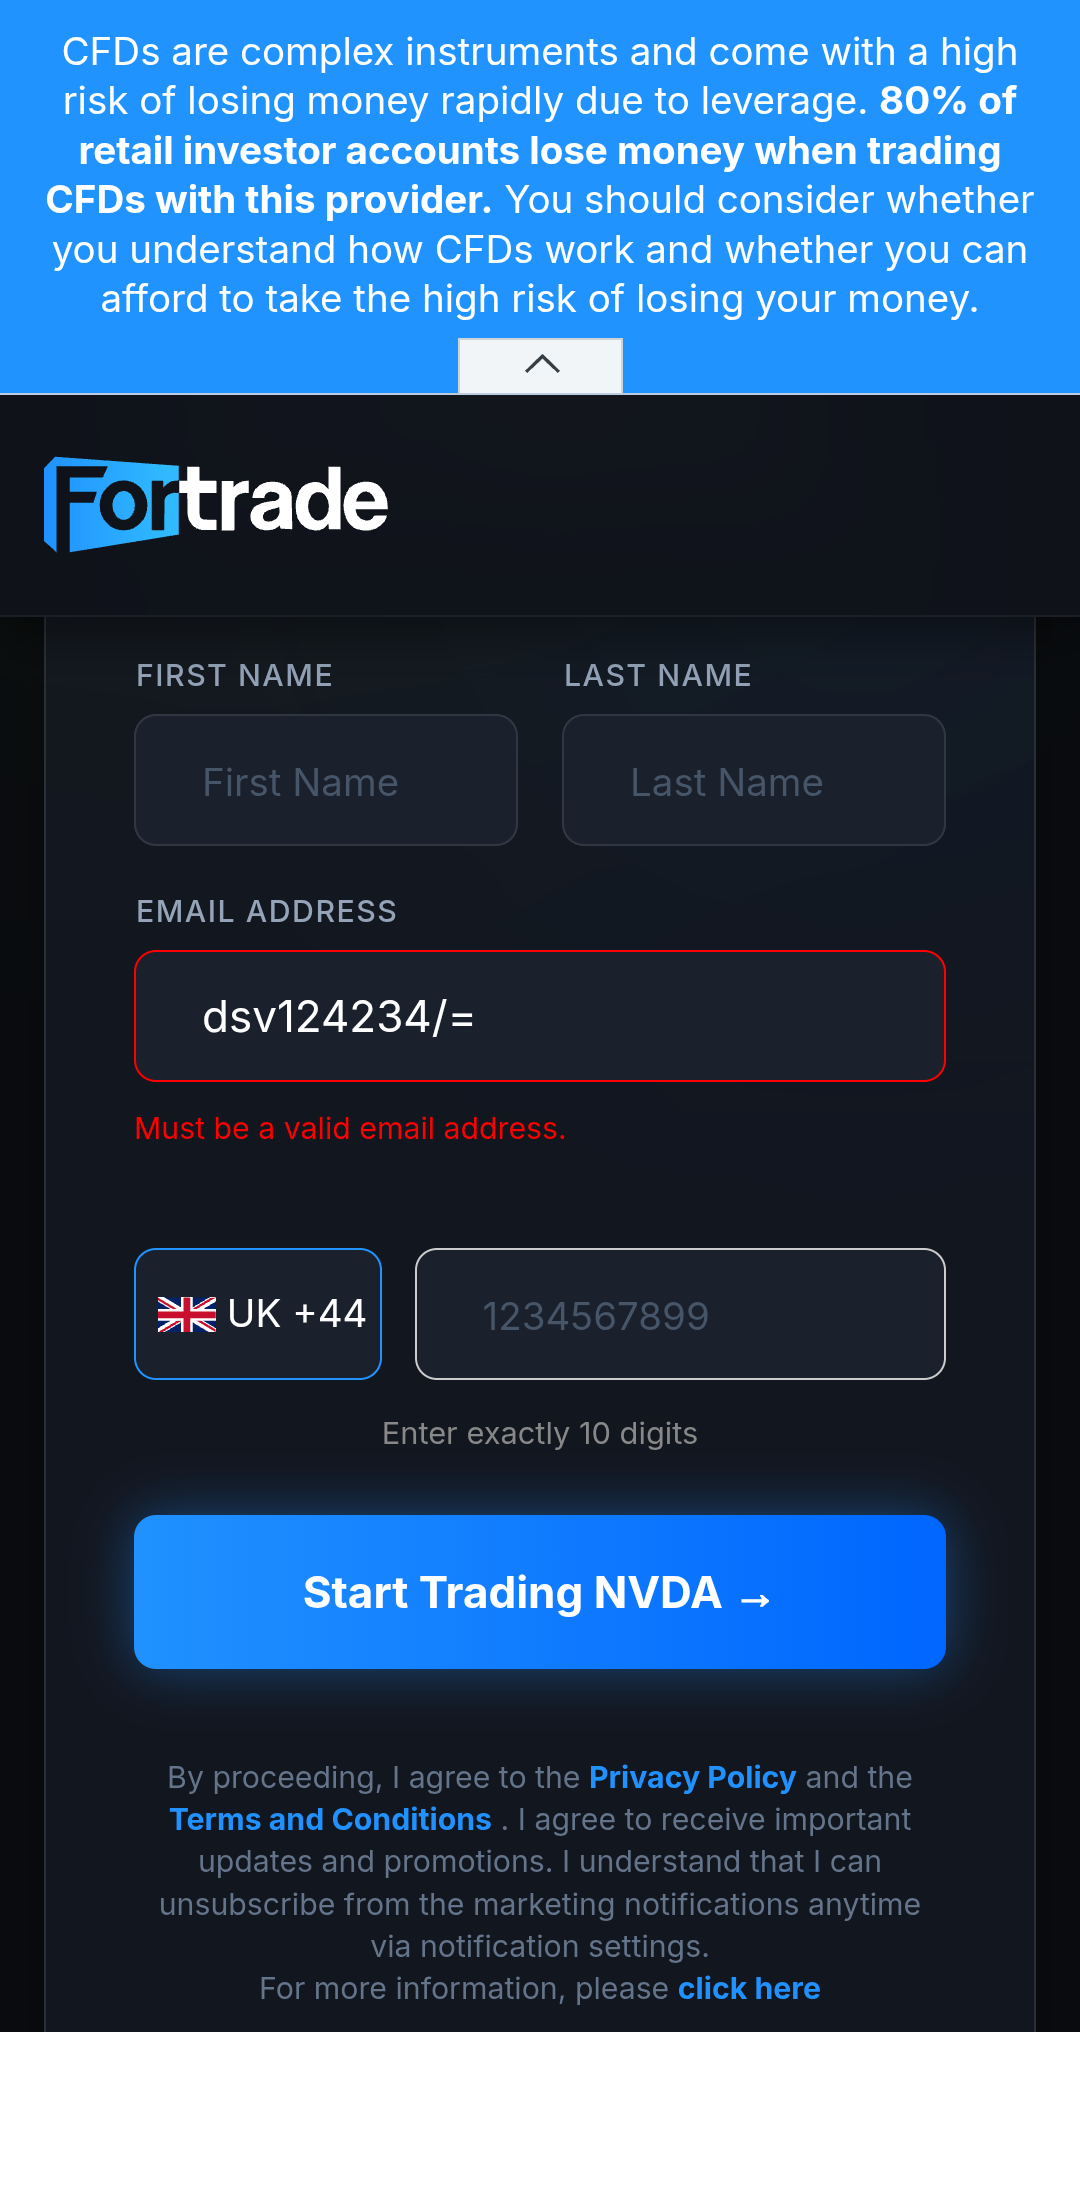 CFDs are complex instruments and come with a high
risk of losing money rapidly due to leverage. 80% of
retail investor accounts lose money when trading
CFDs with this provider. You should consider whether
you understand how CFDs work and whether you can
afford to take the high risk of losing your money.
Fortrade
FIRST NAME LAST NAME
First Name Last Name
EMAIL ADDRESS
dsv124234/=
Must be a valid email address.
UK +44 1234567899
Enter exactly 10 digits
Start Trading NVDA →
By proceeding, I agree to the Privacy Policy and the
Terms and Conditions . I agree to receive important
updates and promotions. I understand that I can
unsubscribe from the marketing notifications anytime
via notification settings.
For more information, please click here